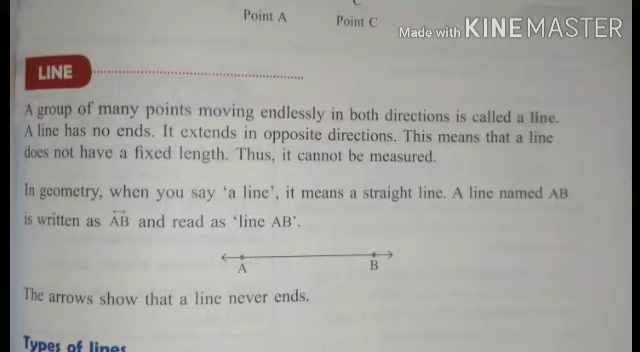 Point A
Point C
Made with KINEMASTER
LINE
A group of many points moving endlessly in both directions is called a line.
A line has no ends. It extends in opposite directions. This means that a line
does not have a fixed length. Thus, it cannot be measured.
In geometry, when you say ‘a line’, it means a straight line. A line named AB
is written as A͟B and read as ‘line AB’.
A
B
The arrows show that a line never ends.
Types of lines